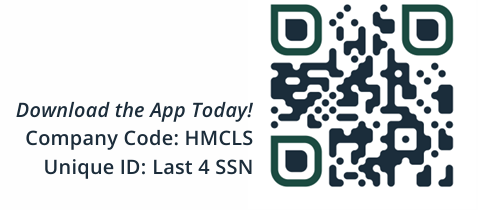 Download the App Today!
Company Code: HMCLS
Unique ID: Last 4 SSN